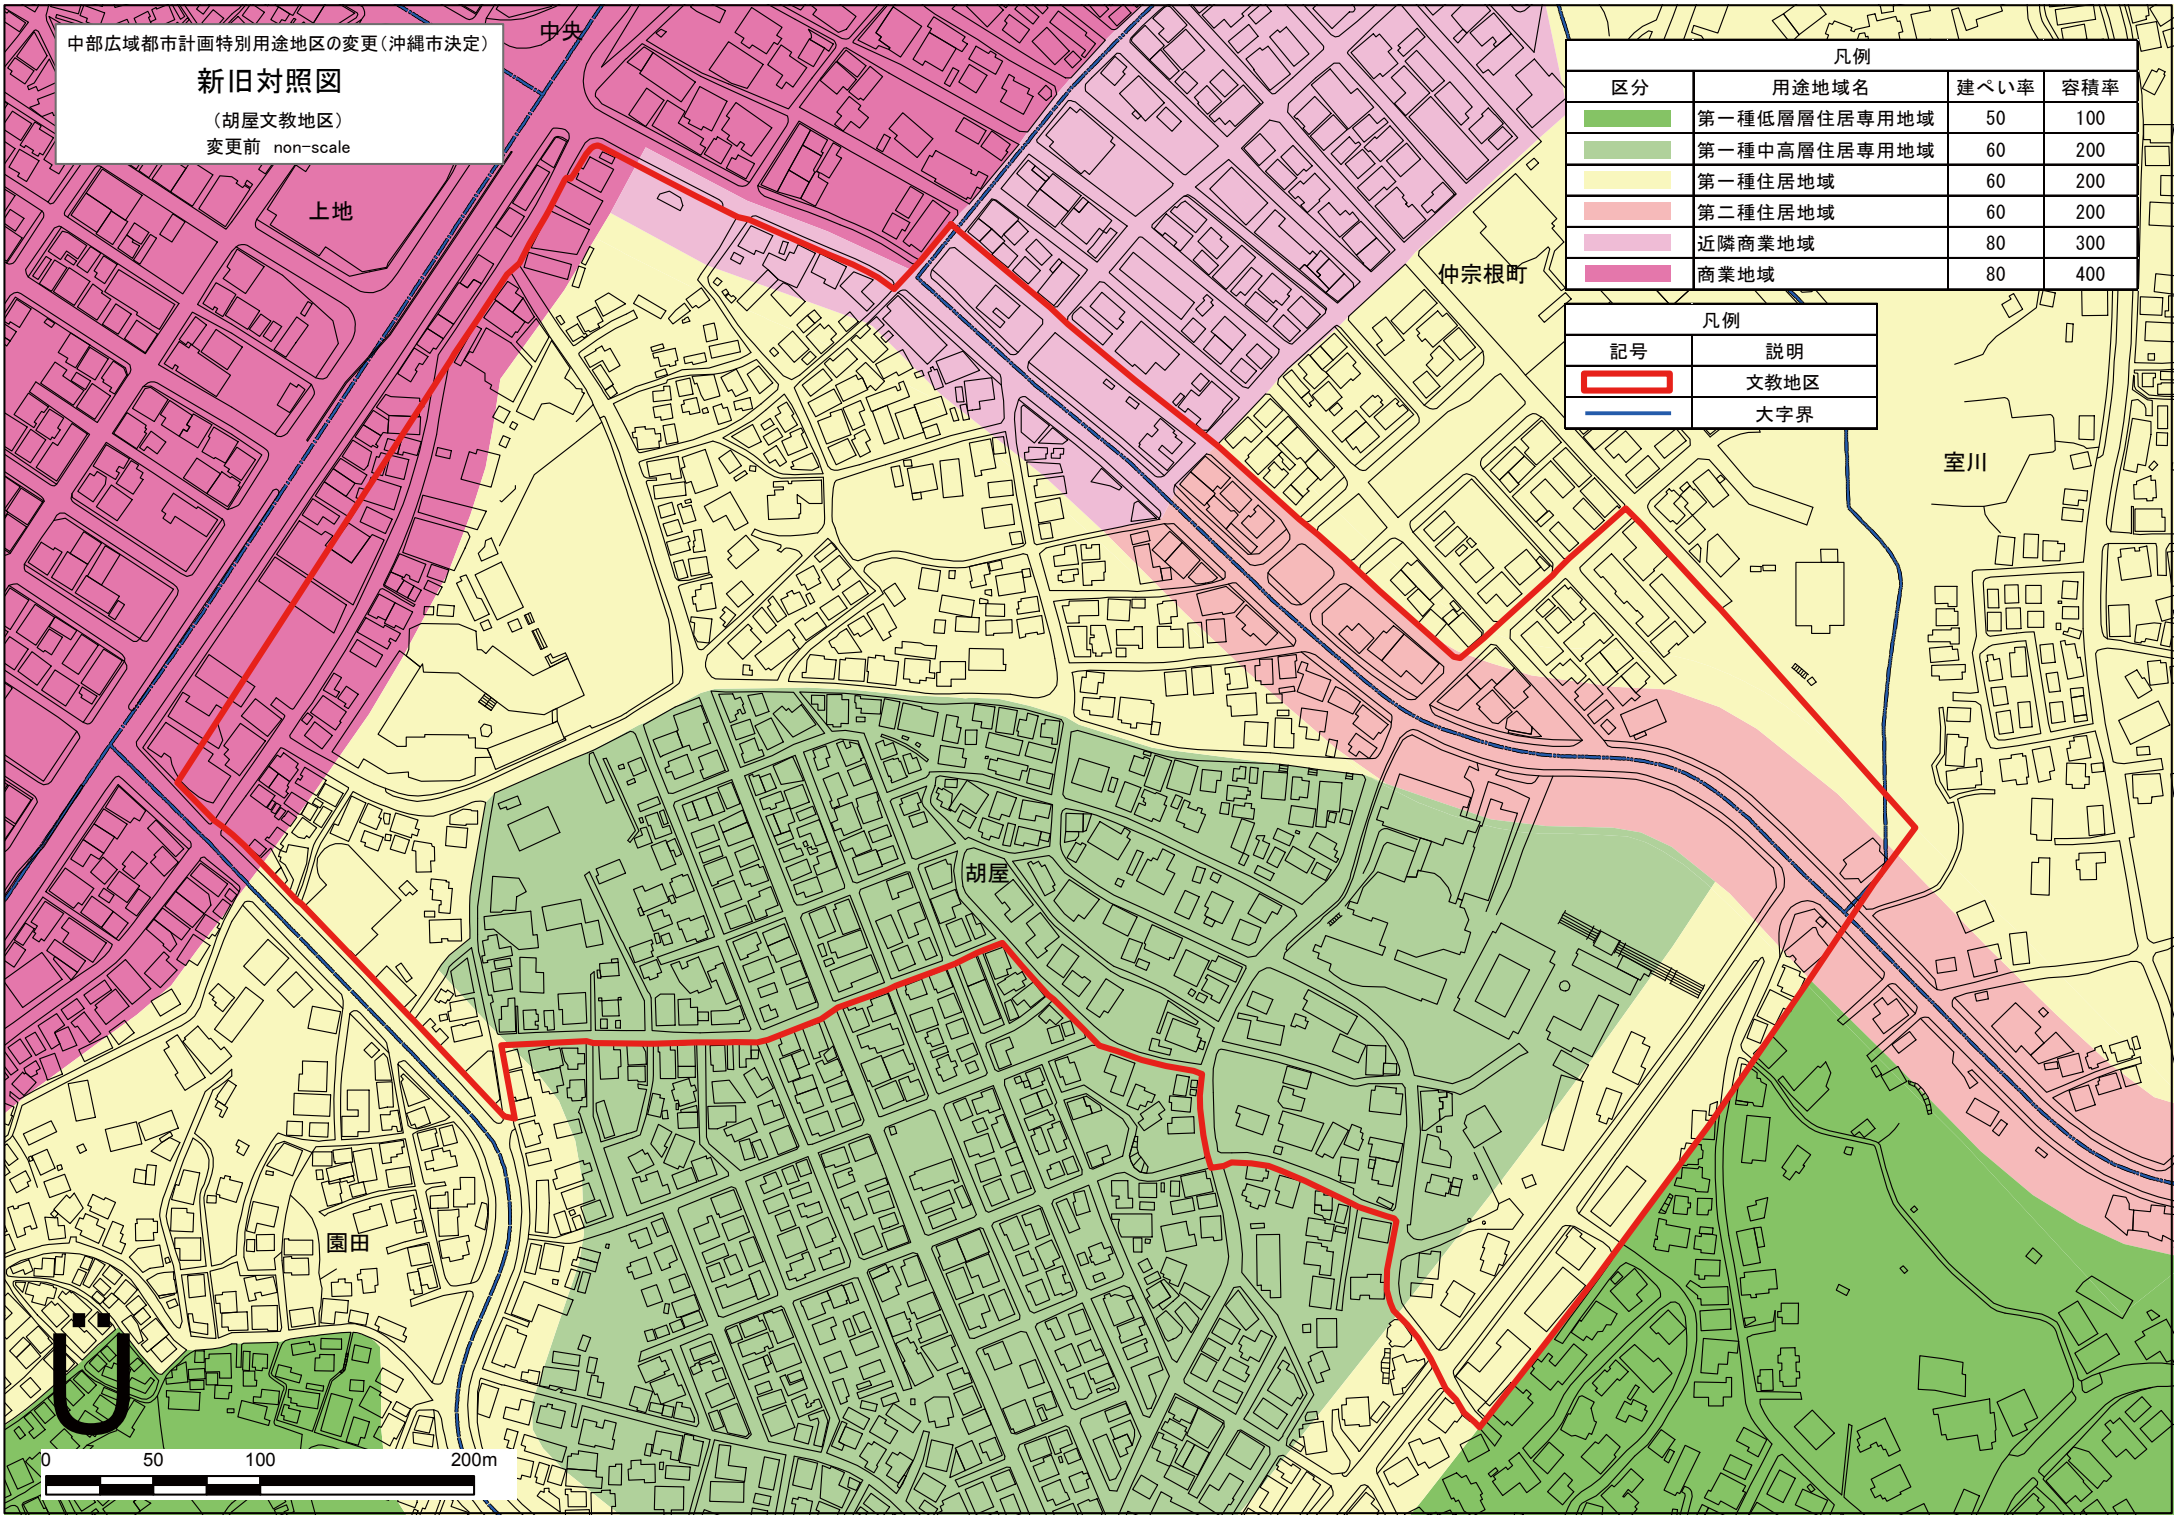 中部広域都市計画特別用途地区の変更(沖縄市決定)
新旧対照図
(胡屋文教地区)
変更前 non-scale
中央
上地
仲宗根町
室川
胡屋
園田
凡例
区分 用途地域名 建ぺい率 容積率
第一種低層層住居専用地域 50 100
第一種中高層住居専用地域 60 200
第一種住居地域 60 200
第二種住居地域 60 200
近隣商業地域 80 300
商業地域 80 400
凡例
記号 説明
文教地区
大字界
Ü
0 50 100 200m